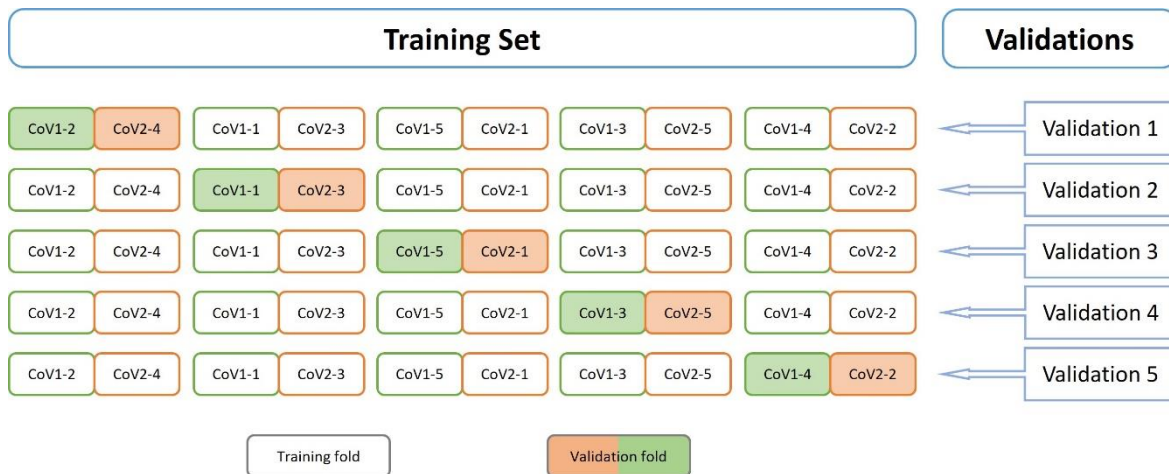 Training Set Validations
CoV1-2 CoV2-4 CoV1-1 CoV2-3 CoV1-5 CoV2-1 CoV1-3 CoV2-5 CoV1-4 CoV2-2 Validation 1
CoV1-2 CoV2-4 CoV1-1 CoV2-3 CoV1-5 CoV2-1 CoV1-3 CoV2-5 CoV1-4 CoV2-2 Validation 2
CoV1-2 CoV2-4 CoV1-1 CoV2-3 CoV1-5 CoV2-1 CoV1-3 CoV2-5 CoV1-4 CoV2-2 Validation 3
CoV1-2 CoV2-4 CoV1-1 CoV2-3 CoV1-5 CoV2-1 CoV1-3 CoV2-5 CoV1-4 CoV2-2 Validation 4
CoV1-2 CoV2-4 CoV1-1 CoV2-3 CoV1-5 CoV2-1 CoV1-3 CoV2-5 CoV1-4 CoV2-2 Validation 5
Training fold Validation fold